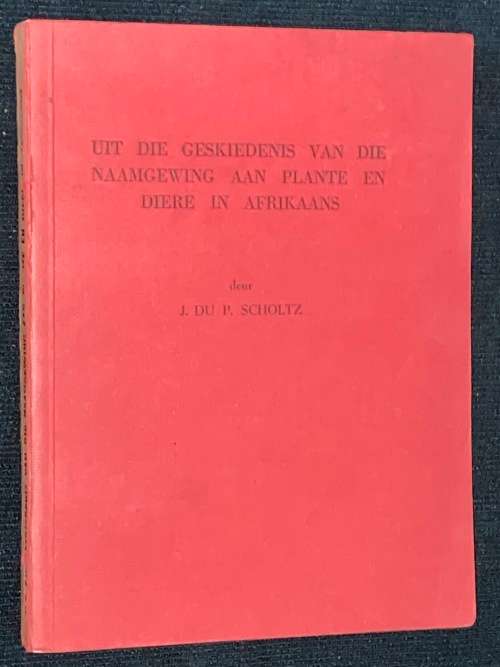 UIT DIE GESKIEDENIS VAN DIE
NAAMGEWING AAN PLANTE EN
DIERE IN AFRIKAANS
deur
J. DU P. SCHOLTZ